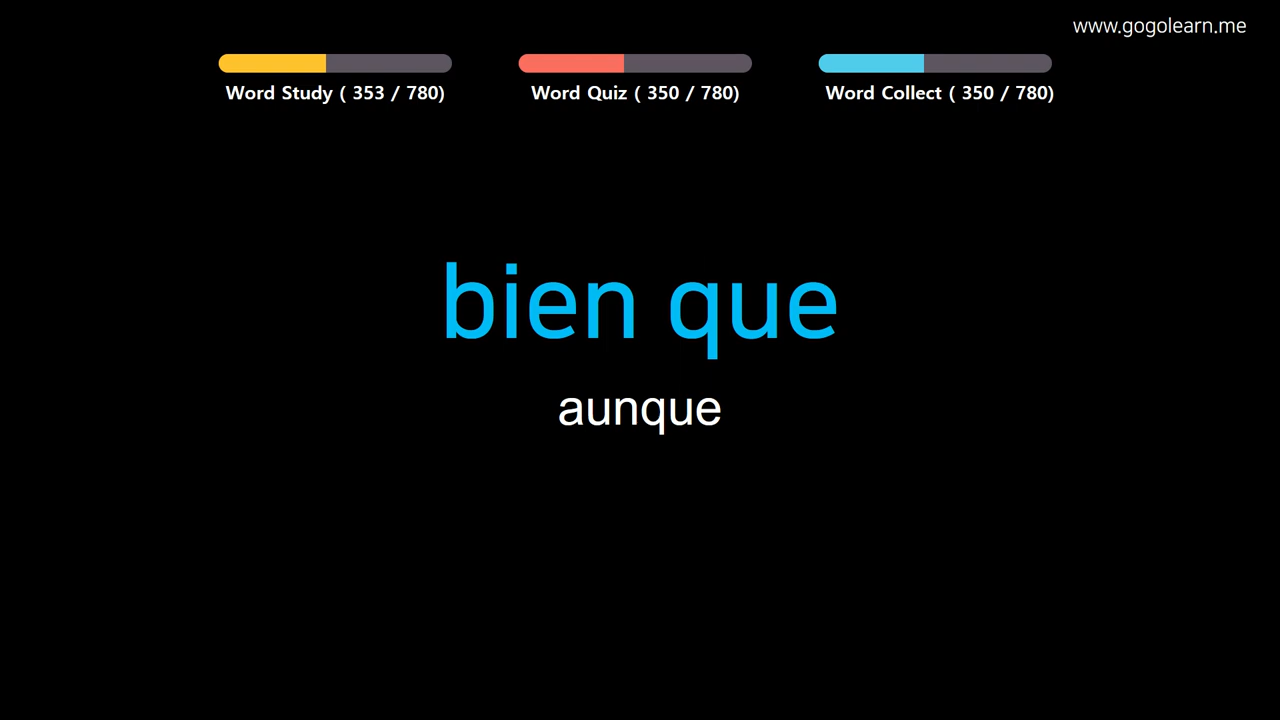 www.gogolearn.me
Word Study ( 353 / 780)
Word Quiz ( 350 / 780)
Word Collect ( 350 / 780)
bien que
aunque